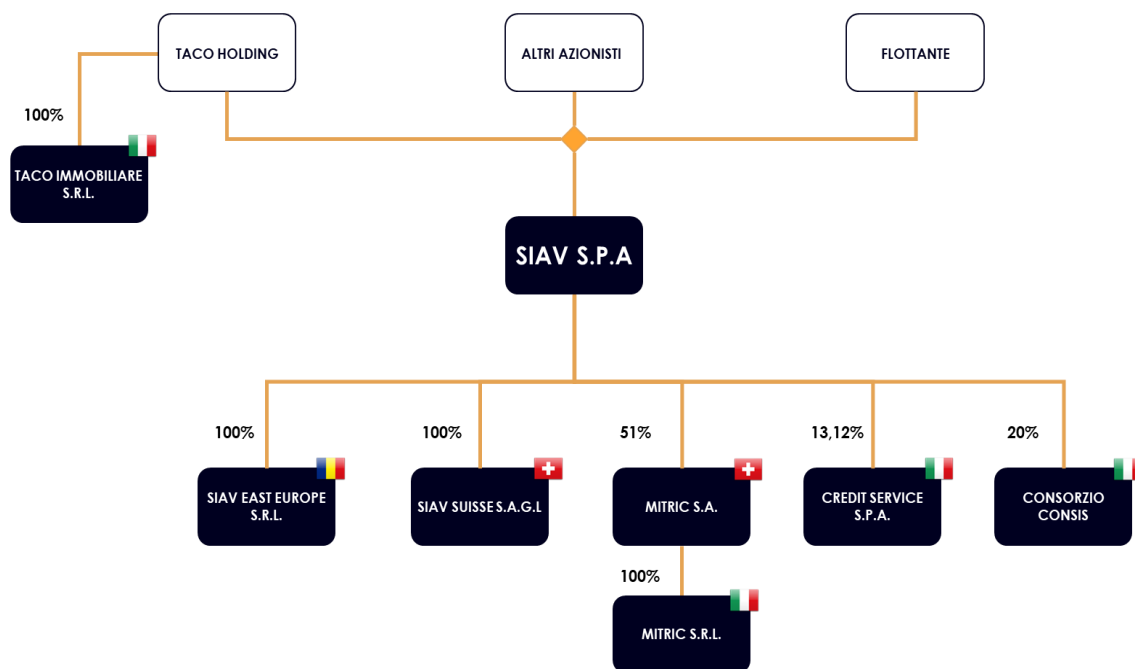 TACO HOLDING
ALTRI AZIONISTI
FLOTTANTE
100%
TACO IMMOBILIARE
S.R.L.
SIAV S.P.A
100%
100%
51%
13,12%
20%
SIAV EAST EUROPE
S.R.L.
SIAV SUISSE S.A.G.L
MITRIC S.A.
CREDIT SERVICE
S.P.A.
CONSORZIO
CONSIS
100%
MITRIC S.R.L.